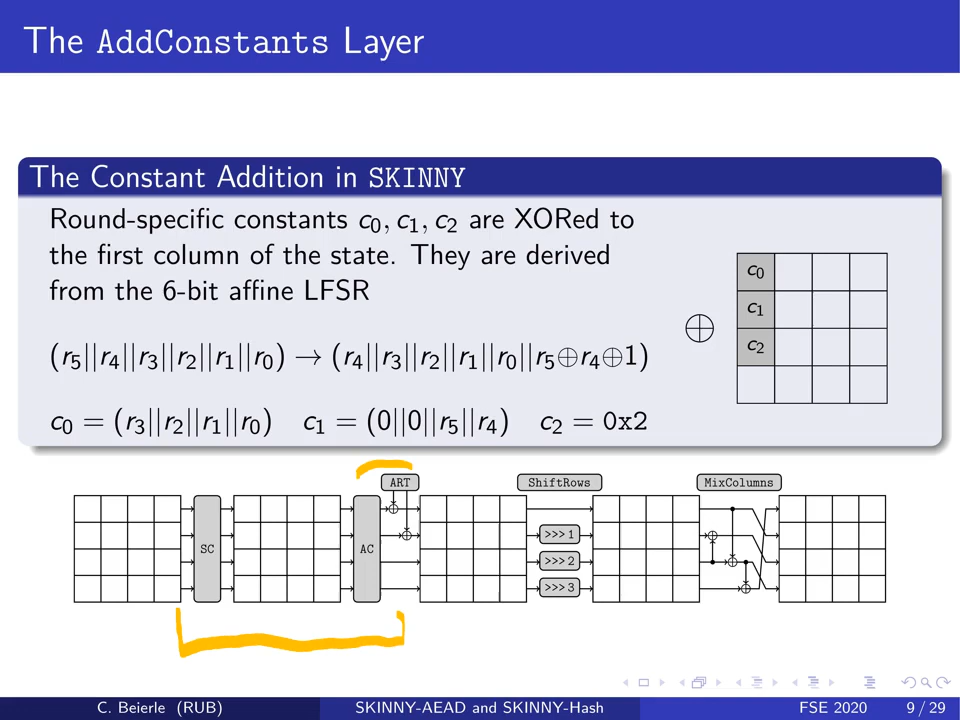 The AddConstants Layer
The Constant Addition in SKINNY
Round-specific constants c₀, c₁, c₂ are XORed to
the first column of the state. They are derived
from the 6-bit affine LFSR
(r₅||r₄||r₃||r₂||r₁||r₀) → (r₄||r₃||r₂||r₁||r₀||r₅⊕r₄⊕1)
c₀ = (r₃||r₂||r₁||r₀) c₁ = (0||0||r₅||r₄) c₂ = 0x2
⊕
c₀
c₁
c₂
ART ShiftRows MixColumns
SC AC
>>> 1
>>> 2
>>> 3
C. Beierle (RUB) SKINNY-AEAD and SKINNY-Hash FSE 2020 9 / 29